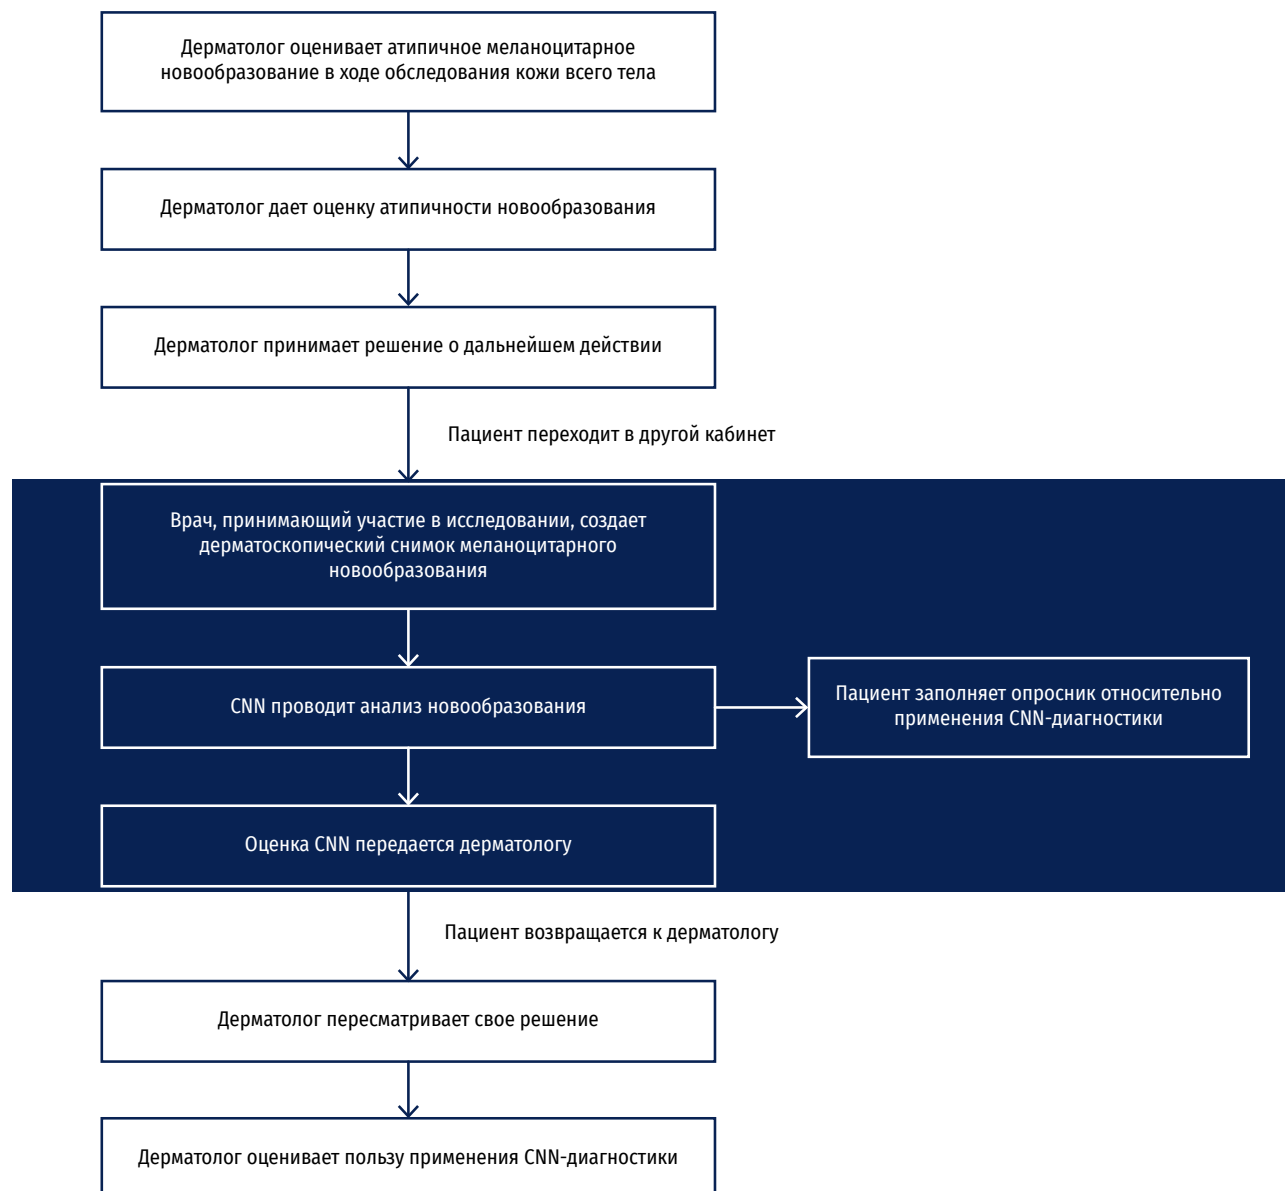 Дерматолог оценивает атипичное меланоцитарное
новообразование в ходе обследования кожи всего тела
Дерматолог дает оценку атипичности новообразования
Дерматолог принимает решение о дальнейшем действии
Пациент переходит в другой кабинет
Врач, принимающий участие в исследовании, создает
дерматоскопический снимок меланоцитарного
новообразования
CNN проводит анализ новообразования
Пациент заполняет опросник относительно
применения CNN-диагностики
Оценка CNN передается дерматологу
Пациент возвращается к дерматологу
Дерматолог пересматривает свое решение
Дерматолог оценивает пользу применения CNN-диагностики